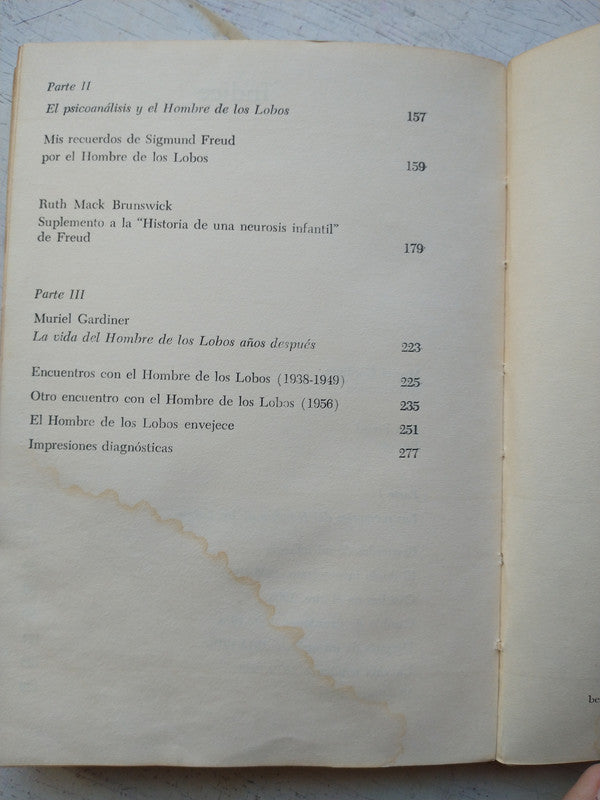 Parte II
El psicoanálisis y el Hombre de los Lobos 157
Mis recuerdos de Sigmund Freud
por el Hombre de los Lobos 159
Ruth Mack Brunswick
Suplemento a la "Historia de una neurosis infantil"
de Freud 179
Parte III
Muriel Gardiner
La vida del Hombre de los Lobos años después 223
Encuentros con el Hombre de los Lobos (1938-1949) 225
Otro encuentro con el Hombre de los Lobos (1956) 235
El Hombre de los Lobos envejece 251
Impresiones diagnósticas 277
be